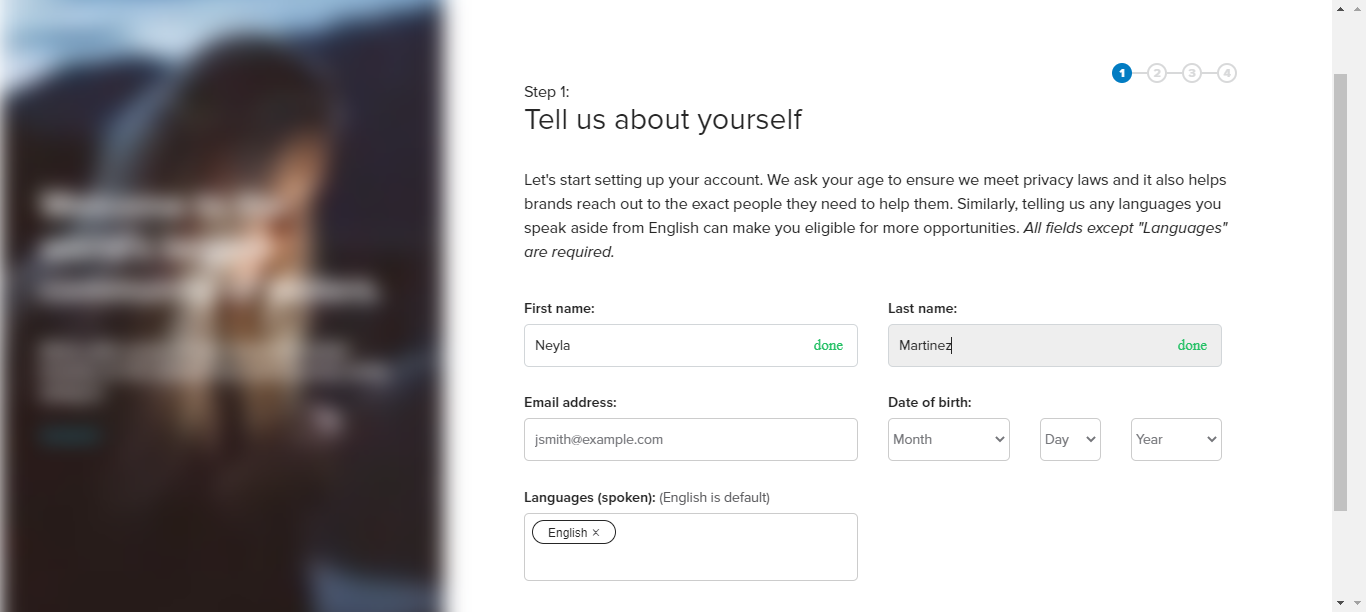 1 2 3 4
Step 1:
Tell us about yourself
Let's start setting up your account. We ask your age to ensure we meet privacy laws and it also helps
brands reach out to the exact people they need to help them. Similarly, telling us any languages you
speak aside from English can make you eligible for more opportunities. All fields except "Languages"
are required.
First name:
Last name:
Neyla done
Martinez done
Email address:
Date of birth:
jsmith@example.com
Month Day Year
Languages (spoken): (English is default)
English ×